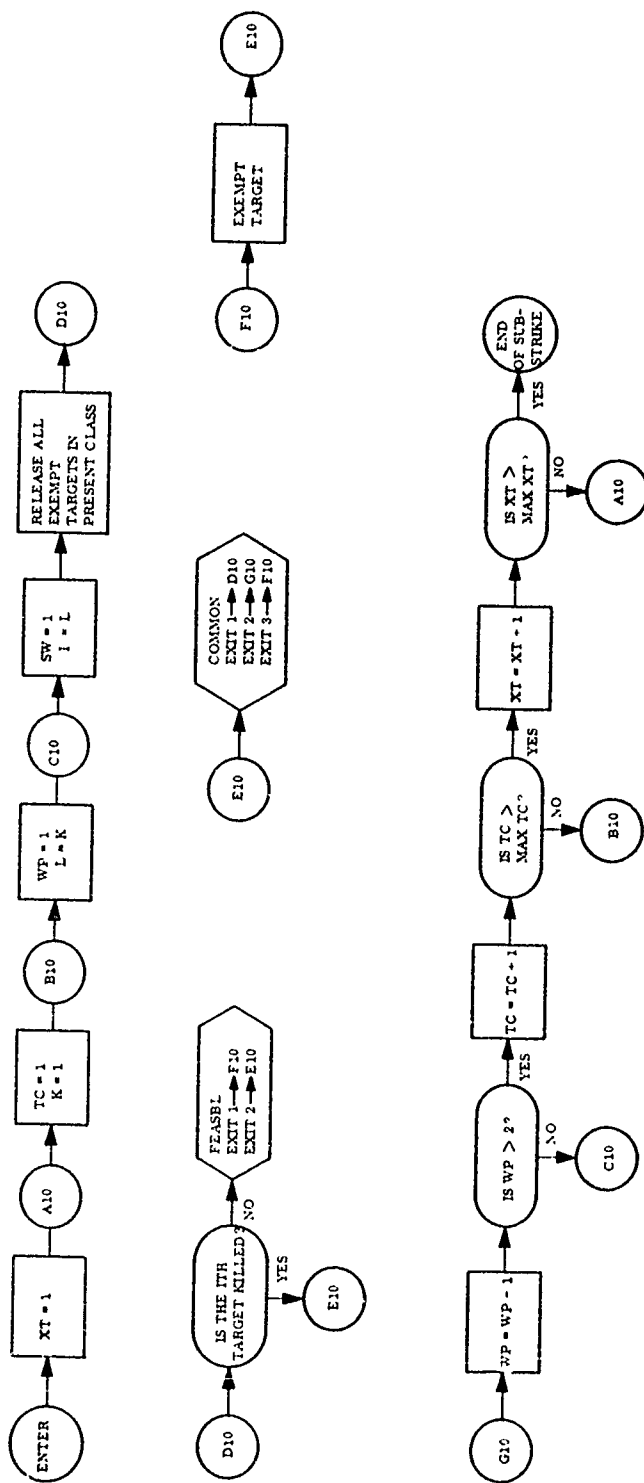 ENTER
XT = 1
A10
TC = 1
K = 1
B10
WP = 1
L = K
C10
SW = 1
I = L
RELEASE ALL
EXEMPT
TARGETS IN
PRESENT CLASS
D10
D10
IS THE ITH
TARGET KILLED ?
YES
E10
NO
FEASBL
EXIT 1 → F10
EXIT 2 → E10
E10
COMMON
EXIT 1 → D10
EXIT 2 → G10
EXIT 3 → F10
F10
EXEMPT
TARGET
E10
G10
WP = WP - 1
IS WP > 2?
NO
C10
YES
TC = TC + 1
IS TC >
MAX TC?
NO
B10
YES
XT = XT + 1
IS XT >
MAX XT?
NO
A10
YES
END
OF SUB-
STRIKE